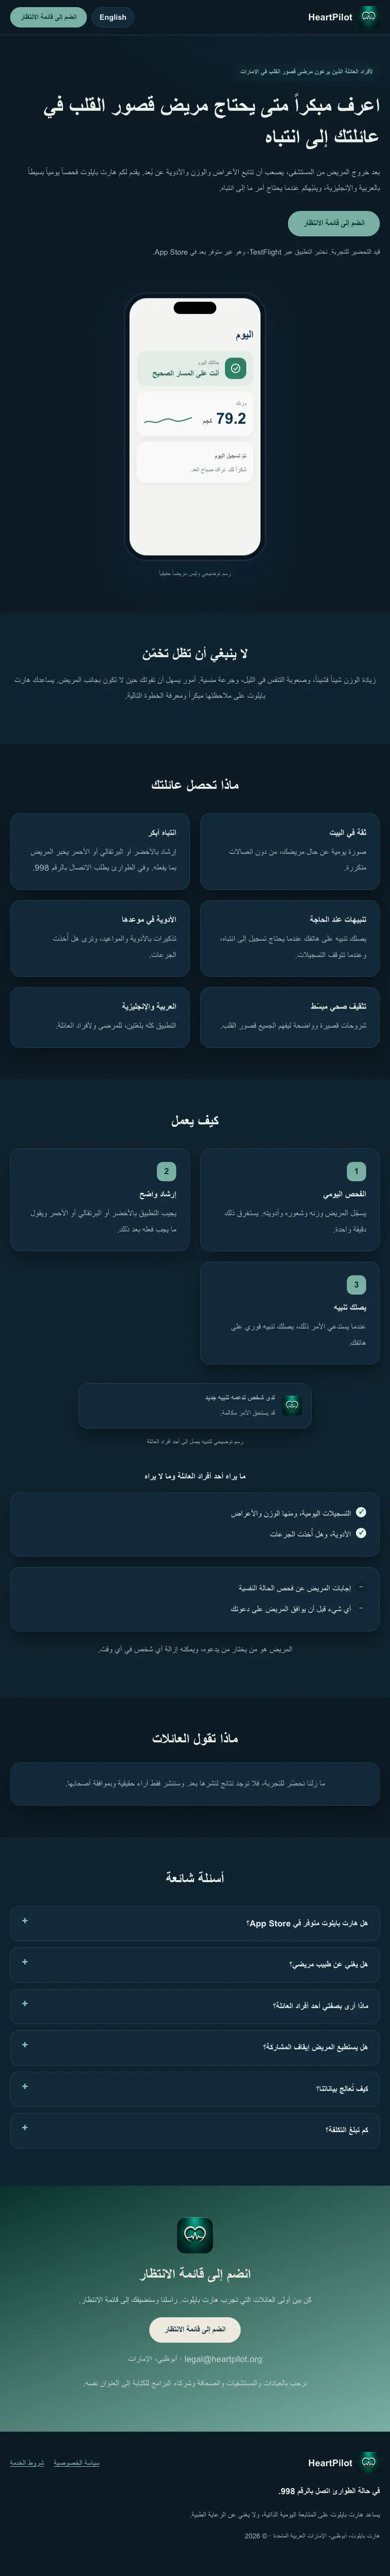 HeartPilot
English
انضم إلى قائمة الانتظار
لأفراد العائلة الذين يرعون مرضى قصور القلب في الإمارات
اعرف مبكراً متى يحتاج مريض قصور القلب في
عائلتك إلى انتباه
بعد خروج المريض من المستشفى، يصعب أن تتابع الأعراض والوزن والأدوية عن بُعد. يقدم لكم هارت بايلوت فحصاً يومياً بسيطاً
بالعربية والإنجليزية، وينبّهكم عندما يحتاج أمر ما إلى انتباه.
انضم إلى قائمة الانتظار
قيد التحضير للتجربة. نختبر التطبيق عبر TestFlight، وهو غير متوفر بعد في App Store.
اليوم
حالتك اليوم
أنت على المسار الصحيح
وزنك
79.2 كجم
تمّ تسجيل اليوم
شكراً لك. نراك صباح الغد.
رسم توضيحي وليس مريضاً حقيقياً
لا ينبغي أن تظل تخمّن
زيادة الوزن شيئاً فشيئاً، وصعوبة التنفس في الليل، وجرعة منسية. أمور يسهل أن تفوتك حين لا تكون بجانب المريض. يساعدك هارت
بايلوت على ملاحظتها مبكراً ومعرفة الخطوة التالية.
ماذا تحصل عائلتك
ثقة في البيت
صورة يومية عن حال مريضك، من دون اتصالات
متكررة.
انتباه أبكر
إرشاد بالأخضر أو البرتقالي أو الأحمر يخبر المريض
بما يفعله. وفي الطوارئ يطلب الاتصال بالرقم 998.
تنبيهات عند الحاجة
يصلك تنبيه على هاتفك عندما يحتاج تسجيل إلى انتباه،
وعندما تتوقف التسجيلات.
الأدوية في موعدها
تذكيرات بالأدوية والمواعيد، وترى هل أُخذت
الجرعات.
تثقيف صحي مبسّط
شروحات قصيرة وواضحة ليفهم الجميع قصور القلب.
العربية والإنجليزية
التطبيق كله بلغتين، للمرضى ولأفراد العائلة.
كيف يعمل
1
الفحص اليومي
يسجّل المريض وزنه وشعوره وأدويته. يستغرق ذلك
دقيقة واحدة.
2
إرشاد واضح
يجيب التطبيق بالأخضر أو البرتقالي أو الأحمر ويقول
ما يجب فعله بعد ذلك.
3
يصلك تنبيه
عندما يستدعي الأمر ذلك، يصلك تنبيه فوري على
هاتفك.
لدى شخص تدعمه تنبيه جديد
قد يستحق الأمر مكالمة.
رسم توضيحي لتنبيه يصل إلى أحد أفراد العائلة
ما يراه أحد أفراد العائلة وما لا يراه
التسجيلات اليومية، ومنها الوزن والأعراض
الأدوية، وهل أُخذت الجرعات
– إجابات المريض عن فحص الحالة النفسية
– أي شيء قبل أن يوافق المريض على دعوتك
المريض هو من يختار من يدعوه، ويمكنه إزالة أي شخص في أي وقت.
ماذا تقول العائلات
ما زلنا نحضّر للتجربة، فلا توجد نتائج لنشرها بعد. وسننشر فقط آراء حقيقية وبموافقة أصحابها.
أسئلة شائعة
هل هارت بايلوت متوفر في App Store؟
+
هل يغني عن طبيب مريضي؟
+
ماذا أرى بصفتي أحد أفراد العائلة؟
+
هل يستطيع المريض إيقاف المشاركة؟
+
كيف تُعالج بياناتنا؟
+
كم تبلغ التكلفة؟
+
انضم إلى قائمة الانتظار
كن بين أولى العائلات التي تجرب هارت بايلوت. راسلنا وسنضيفك إلى قائمة الانتظار.
انضم إلى قائمة الانتظار
legal@heartpilot.org · أبوظبي، الإمارات
نرحب بالعيادات والمستشفيات والصحافة وشركاء البرامج للكتابة إلى العنوان نفسه.
HeartPilot
سياسة الخصوصية
شروط الخدمة
في حالة الطوارئ اتصل بالرقم 998.
يساعد هارت بايلوت على المتابعة اليومية الذاتية، ولا يغني عن الرعاية الطبية.
هارت بايلوت، أبوظبي، الإمارات العربية المتحدة · © 2026